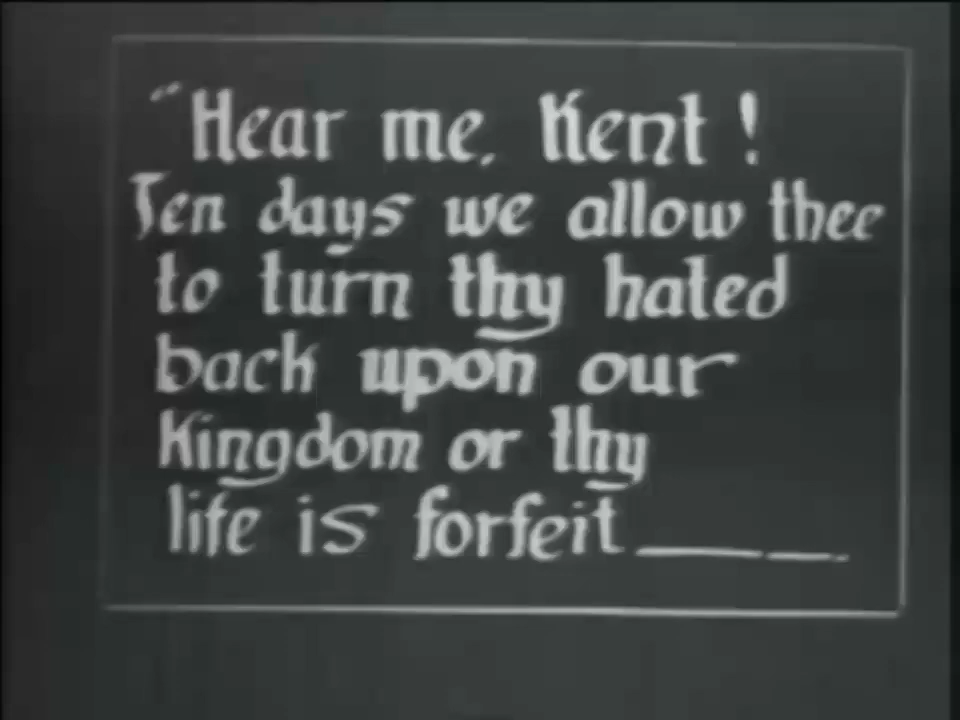 "Hear me, Kent!
Ten days we allow thee
to turn thy hated
back upon our
Kingdom or thy
life is forfeit — –